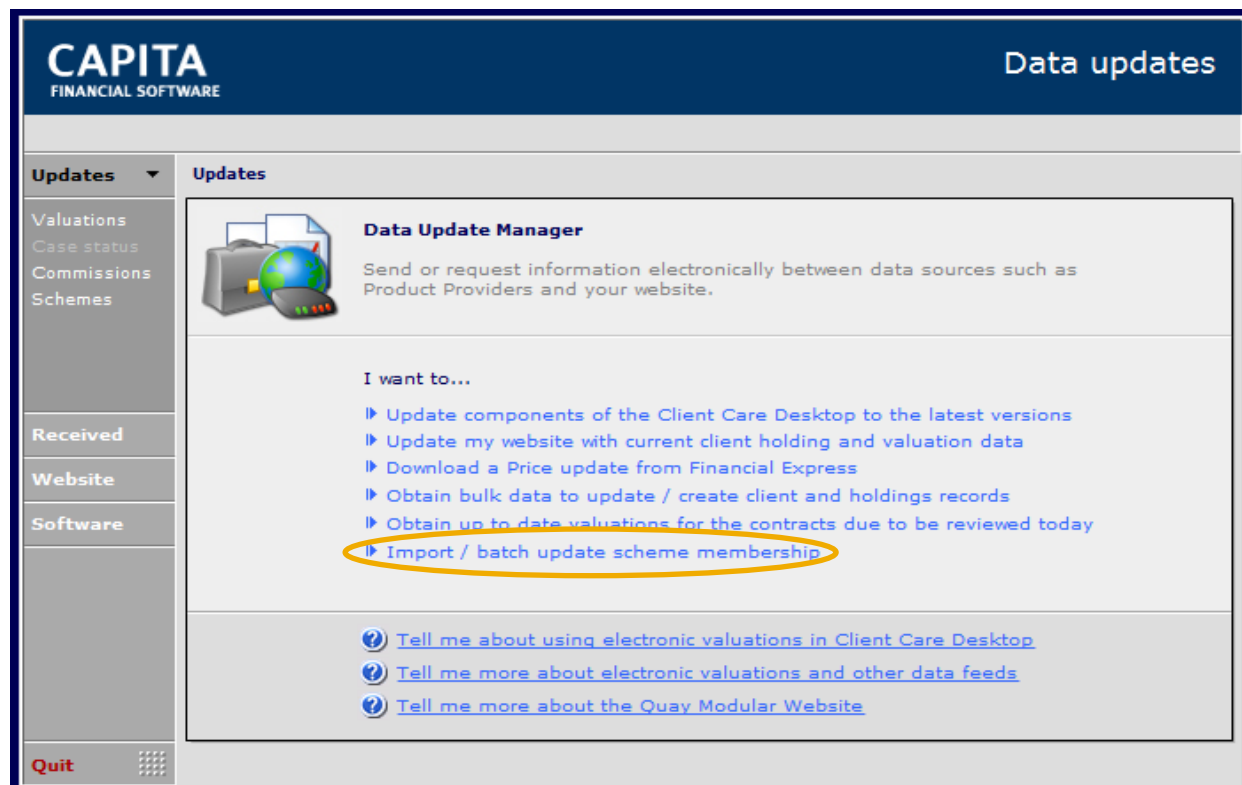 CAPITA
FINANCIAL SOFTWARE
Data updates
Updates
Updates
Valuations
Case status
Commissions
Schemes
Received
Website
Software
Quit
Data Update Manager
Send or request information electronically between data sources such as
Product Providers and your website.
I want to...
Update components of the Client Care Desktop to the latest versions
Update my website with current client holding and valuation data
Download a Price update from Financial Express
Obtain bulk data to update / create client and holdings records
Obtain up to date valuations for the contracts due to be reviewed today
Import / batch update scheme membership
Tell me about using electronic valuations in Client Care Desktop
Tell me more about electronic valuations and other data feeds
Tell me more about the Quay Modular Website